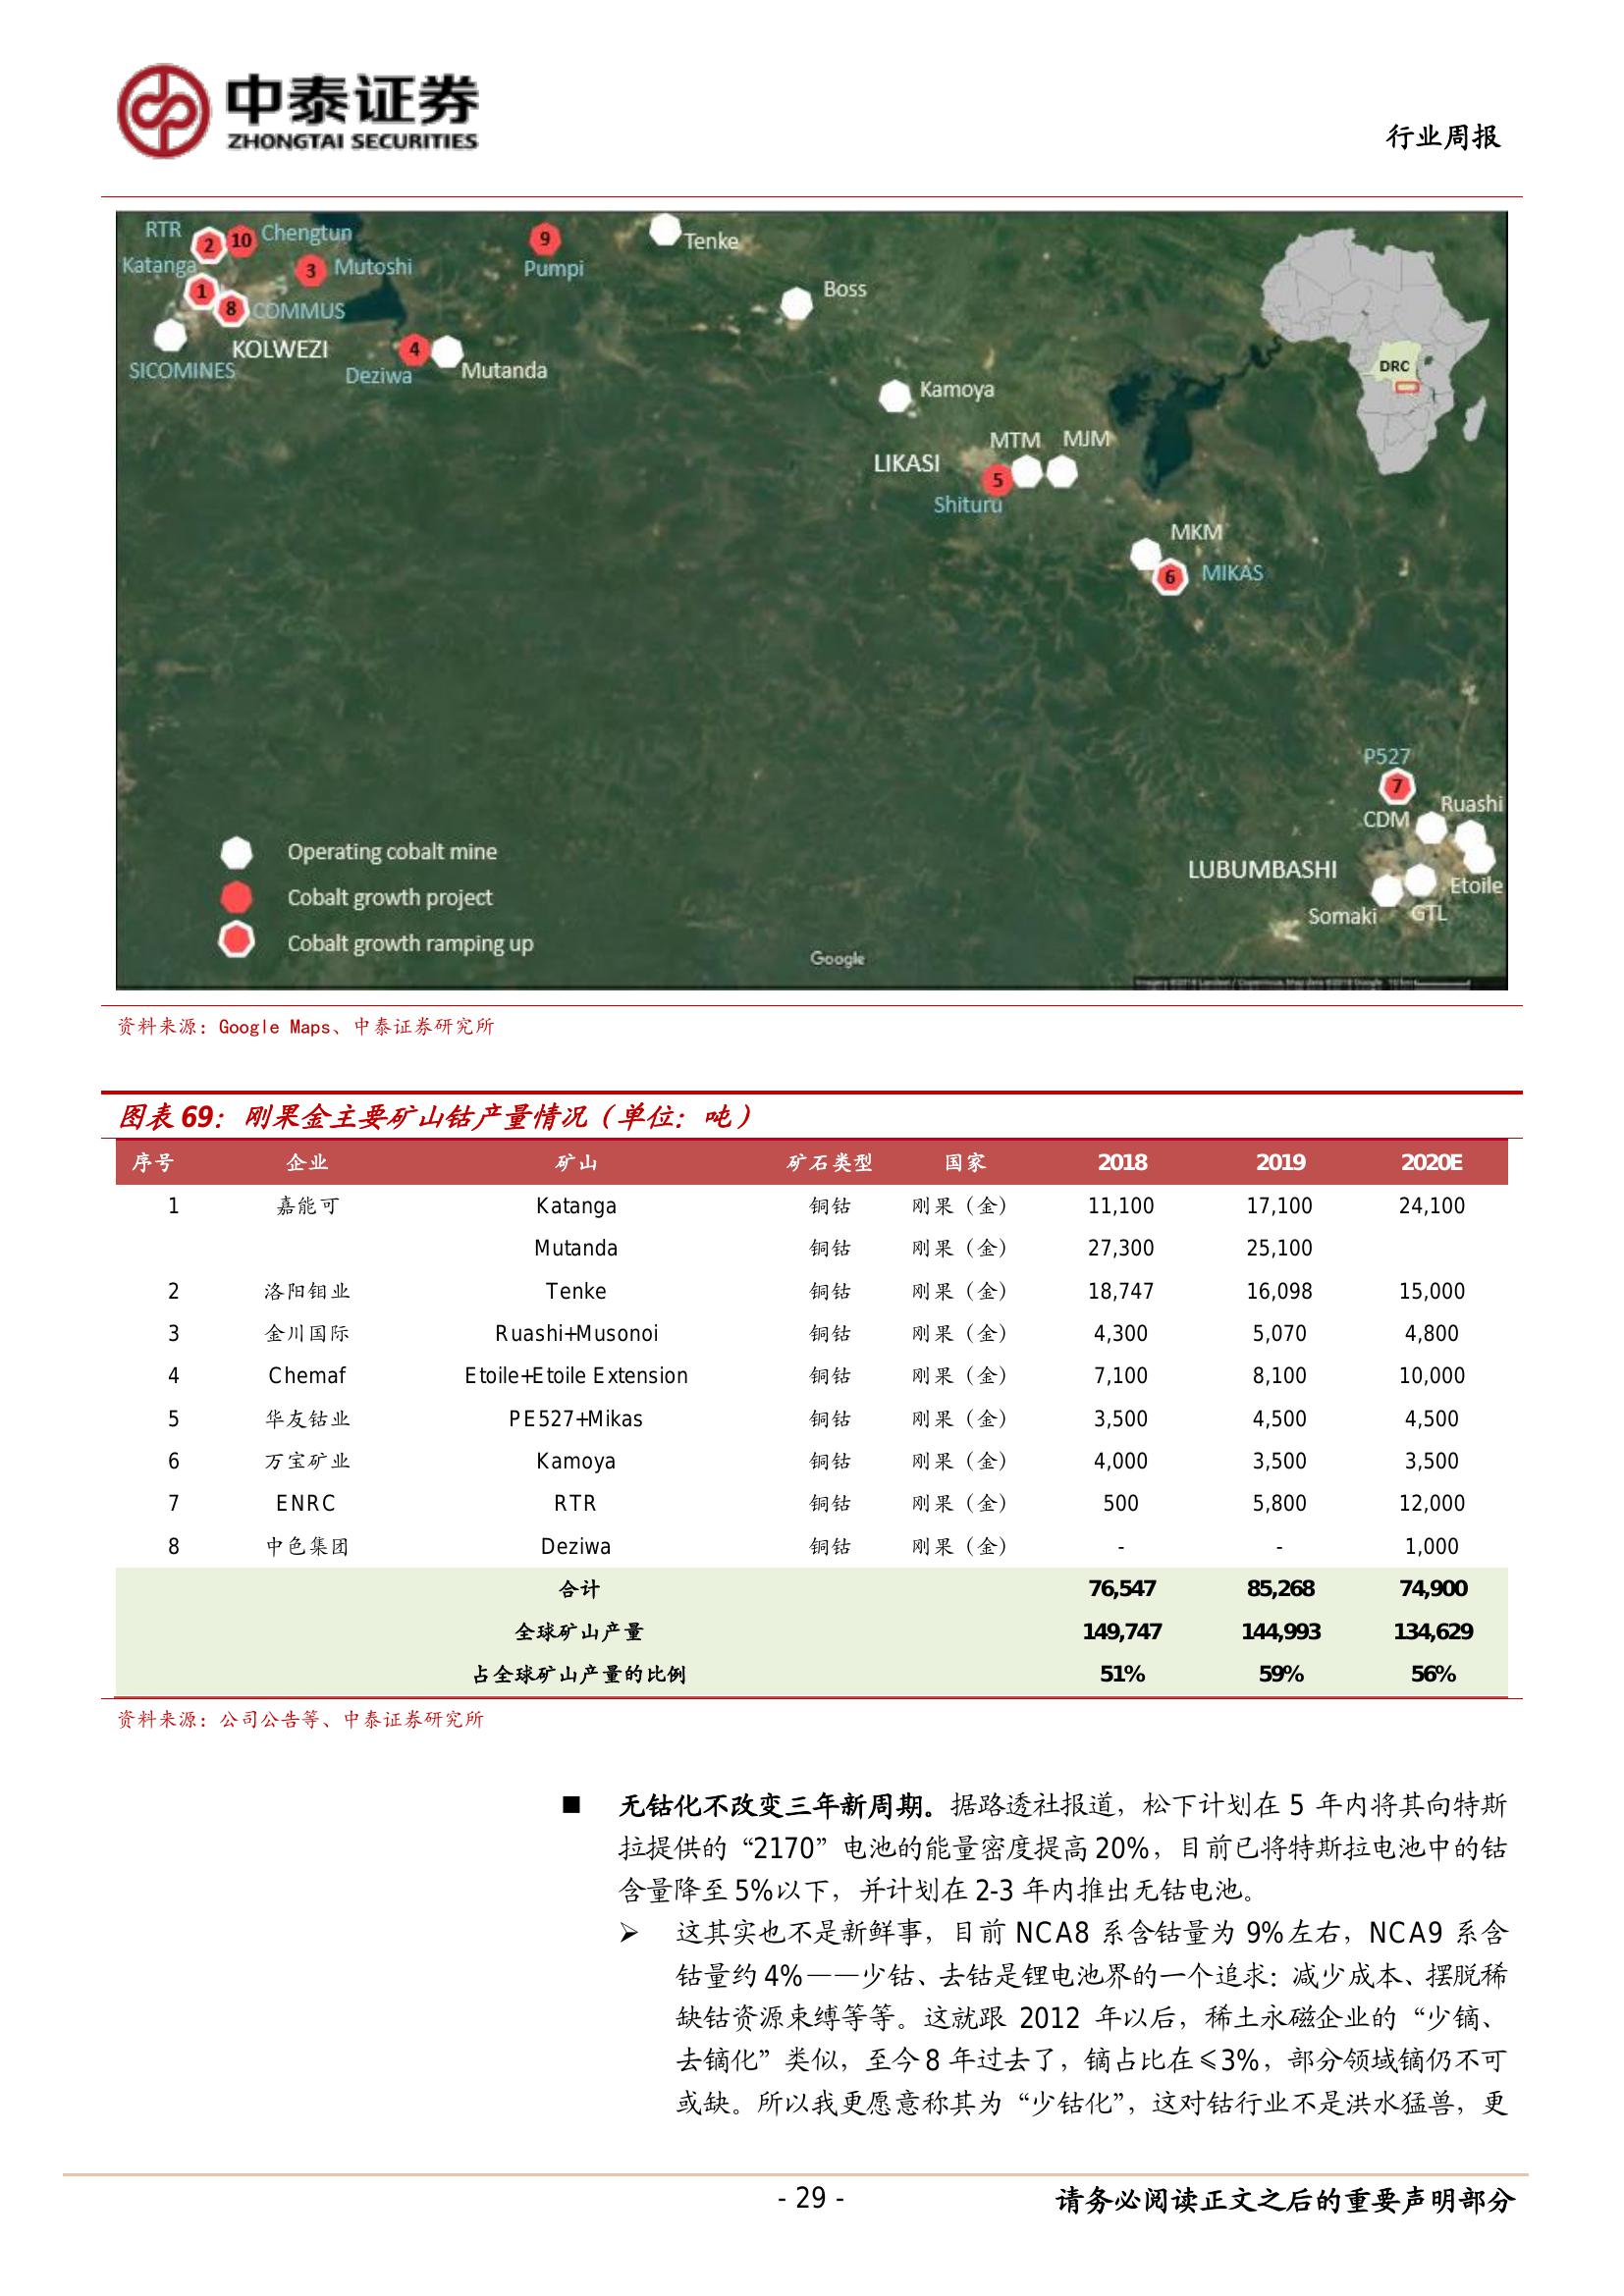 中泰证券
ZHONGTAI SECURITIES
行业周报
RTR
2
10
Chengtun
9
Pumpi
Tenke
Katanga
3
Mutoshi
1
8
COMMUS
Boss
KOLWEZI
SICOMINES
4
Deziwa
Mutanda
DRC
Kamoya
MTM
MJM
LIKASI
5
Shituru
MKM
6
MIKAS
P527
7
Ruashi
CDM
LUBUMBASHI
Etoile
Somaki
GTL
Operating cobalt mine
Cobalt growth project
Cobalt growth ramping up
Google
资料来源：Google Maps、中泰证券研究所
图表 69：刚果金主要矿山钴产量情况（单位：吨）
序号 企业 矿山 矿石类型 国家 2018 2019 2020E
1 嘉能可 Katanga 铜钴 刚果（金） 11,100 17,100 24,100
Mutanda 铜钴 刚果（金） 27,300 25,100
2 洛阳钼业 Tenke 铜钴 刚果（金） 18,747 16,098 15,000
3 金川国际 Ruashi+Musonoi 铜钴 刚果（金） 4,300 5,070 4,800
4 Chemaf Etoile+Etoile Extension 铜钴 刚果（金） 7,100 8,100 10,000
5 华友钴业 PE527+Mikas 铜钴 刚果（金） 3,500 4,500 4,500
6 万宝矿业 Kamoya 铜钴 刚果（金） 4,000 3,500 3,500
7 ENRC RTR 铜钴 刚果（金） 500 5,800 12,000
8 中色集团 Deziwa 铜钴 刚果（金） - - 1,000
合计 76,547 85,268 74,900
全球矿山产量 149,747 144,993 134,629
占全球矿山产量的比例 51% 59% 56%
资料来源：公司公告等、中泰证券研究所
■ 无钴化不改变三年新周期。据路透社报道，松下计划在 5 年内将其向特斯
拉提供的“2170”电池的能量密度提高 20%，目前已将特斯拉电池中的钴
含量降至 5%以下，并计划在 2-3 年内推出无钴电池。
➢ 这其实也不是新鲜事，目前 NCA8 系含钴量为 9%左右，NCA9 系含
钴量约 4%——少钴、去钴是锂电池界的一个追求：减少成本、摆脱稀
缺钴资源束缚等等。这就跟 2012 年以后，稀土永磁企业的“少镝、
去镝化”类似，至今 8 年过去了，镝占比在≤3%，部分领域镝仍不可
或缺。所以我更愿意称其为“少钴化”，这对钴行业不是洪水猛兽，更
- 29 -
请务必阅读正文之后的重要声明部分